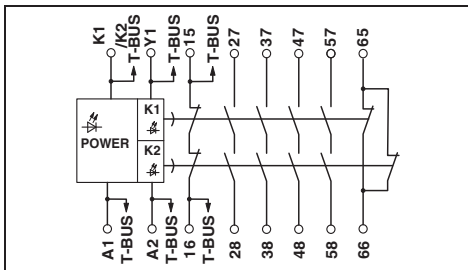 K1
/K2
T-BUS
Y1
T-BUS
15
T-BUS
27
37
47
57
65
K1
POWER
K2
A1
T-BUS
A2
T-BUS
16
T-BUS
28
38
48
58
66